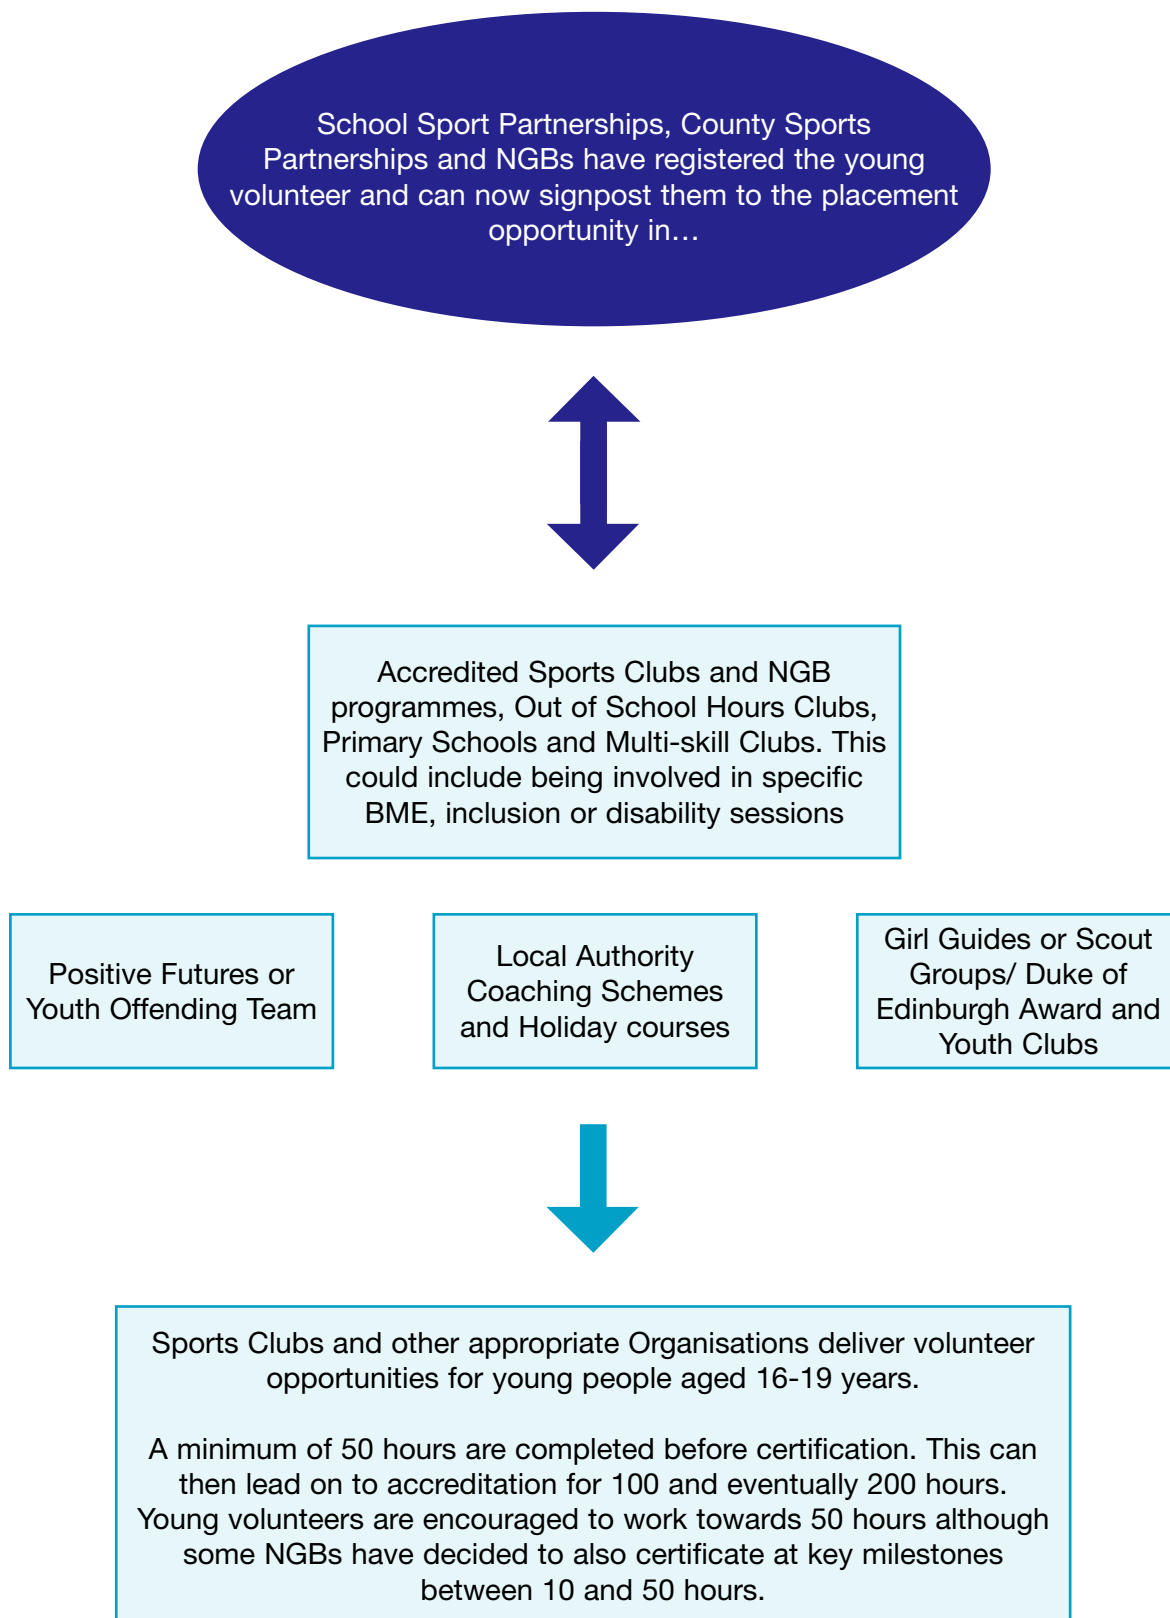 School Sport Partnerships, County Sports
Partnerships and NGBs have registered the young
volunteer and can now signpost them to the placement
opportunity in…
Accredited Sports Clubs and NGB
programmes, Out of School Hours Clubs,
Primary Schools and Multi-skill Clubs. This
could include being involved in specific
BME, inclusion or disability sessions
Positive Futures or
Youth Offending Team
Local Authority
Coaching Schemes
and Holiday courses
Girl Guides or Scout
Groups/ Duke of
Edinburgh Award and
Youth Clubs
Sports Clubs and other appropriate Organisations deliver volunteer
opportunities for young people aged 16-19 years.
A minimum of 50 hours are completed before certification. This can
then lead on to accreditation for 100 and eventually 200 hours.
Young volunteers are encouraged to work towards 50 hours although
some NGBs have decided to also certificate at key milestones
between 10 and 50 hours.